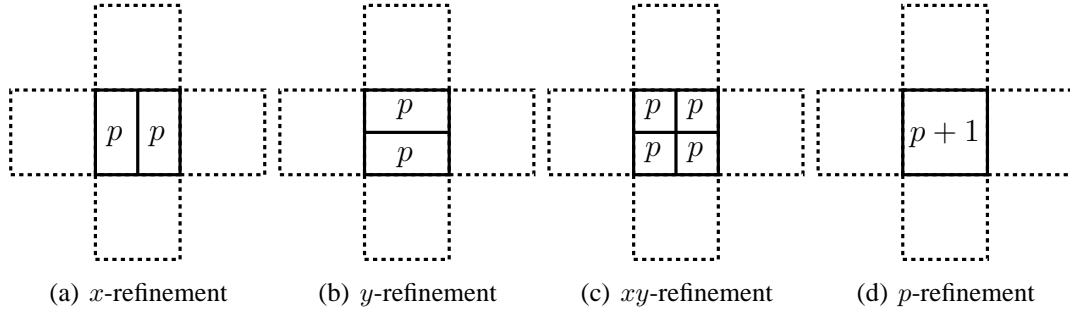 p p
p
p
p p
p p
p + 1
(a) x-refinement
(b) y-refinement
(c) xy-refinement
(d) p-refinement